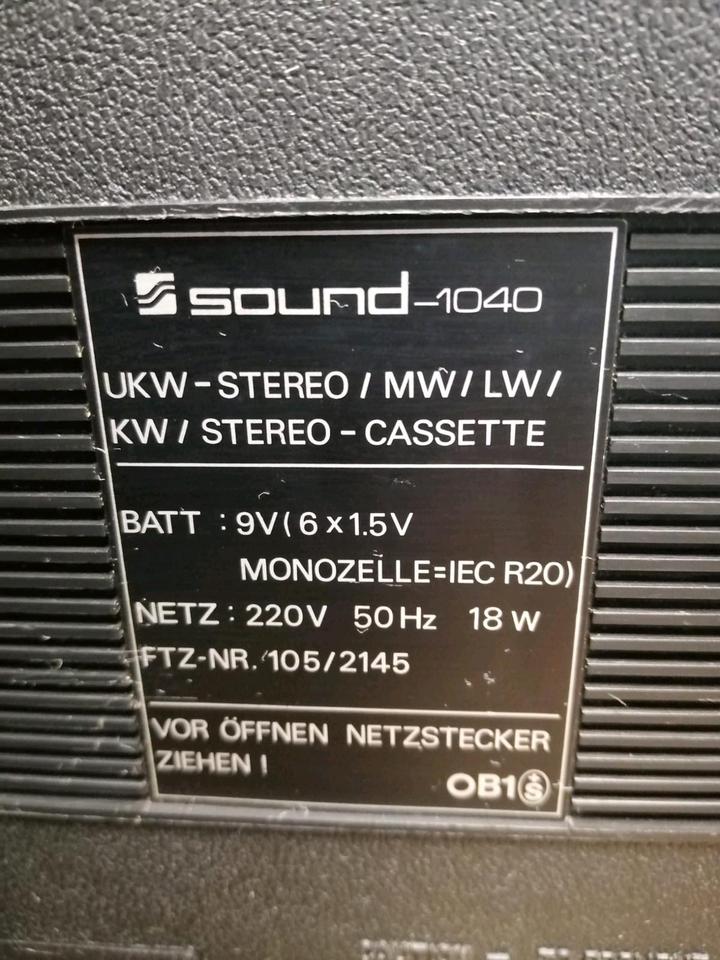 sound-1040
UKW-STEREO / MW / LW /
KW / STEREO - CASSETTE
BATT : 9V ( 6 x 1.5V
MONOZELLE=IEC R20)
NETZ : 220V 50Hz 18 W
FTZ-NR. 105/2145
VOR ÖFFNEN NETZSTECKER
ZIEHEN !
OB1 +S